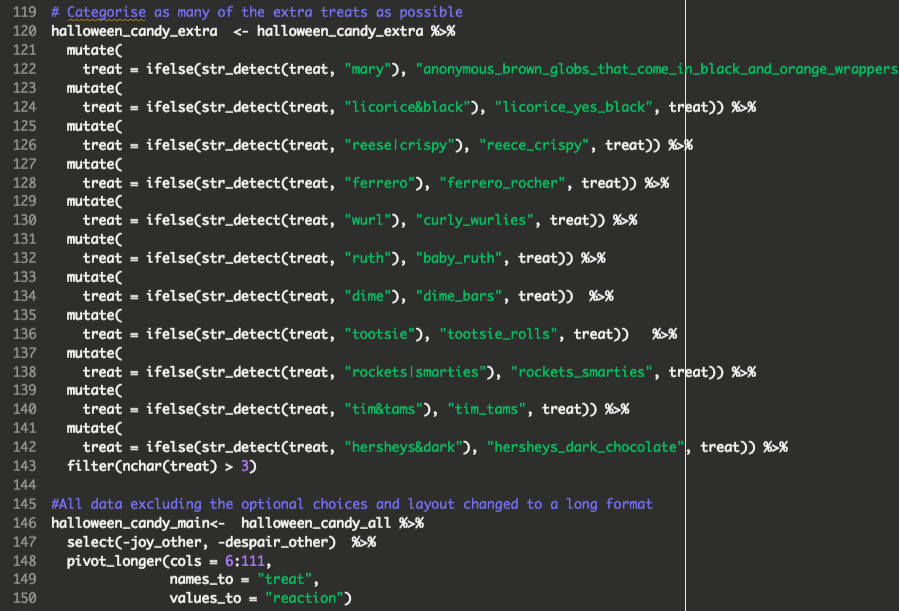 119 # Categorise as many of the extra treats as possible
120 halloween_candy_extra  <- halloween_candy_extra %>%
121   mutate(
122     treat = ifelse(str_detect(treat, "mary"), "anonymous_brown_globs_that_come_in_black_and_orange_wrappers
123   mutate(
124     treat = ifelse(str_detect(treat, "licorice&black"), "licorice_yes_black", treat)) %>%
125   mutate(
126     treat = ifelse(str_detect(treat, "reese|crispy"), "reece_crispy", treat)) %>%
127   mutate(
128     treat = ifelse(str_detect(treat, "ferrero"), "ferrero_rocher", treat)) %>%
129   mutate(
130     treat = ifelse(str_detect(treat, "wurl"), "curly_wurlies", treat)) %>%
131   mutate(
132     treat = ifelse(str_detect(treat, "ruth"), "baby_ruth", treat)) %>%
133   mutate(
134     treat = ifelse(str_detect(treat, "dime"), "dime_bars", treat))  %>%
135   mutate(
136     treat = ifelse(str_detect(treat, "tootsie"), "tootsie_rolls", treat))   %>%
137   mutate(
138     treat = ifelse(str_detect(treat, "rockets|smarties"), "rockets_smarties", treat)) %>%
139   mutate(
140     treat = ifelse(str_detect(treat, "tim&tams"), "tim_tams", treat)) %>%
141   mutate(
142     treat = ifelse(str_detect(treat, "hersheys&dark"), "hersheys_dark_chocolate", treat)) %>%
143   filter(nchar(treat) > 3)
144
145 #All data excluding the optional choices and layout changed to a long format
146 halloween_candy_main<-  halloween_candy_all %>%
147   select(-joy_other, -despair_other)  %>%
148   pivot_longer(cols = 6:111,
149                names_to = "treat",
150                values_to = "reaction")